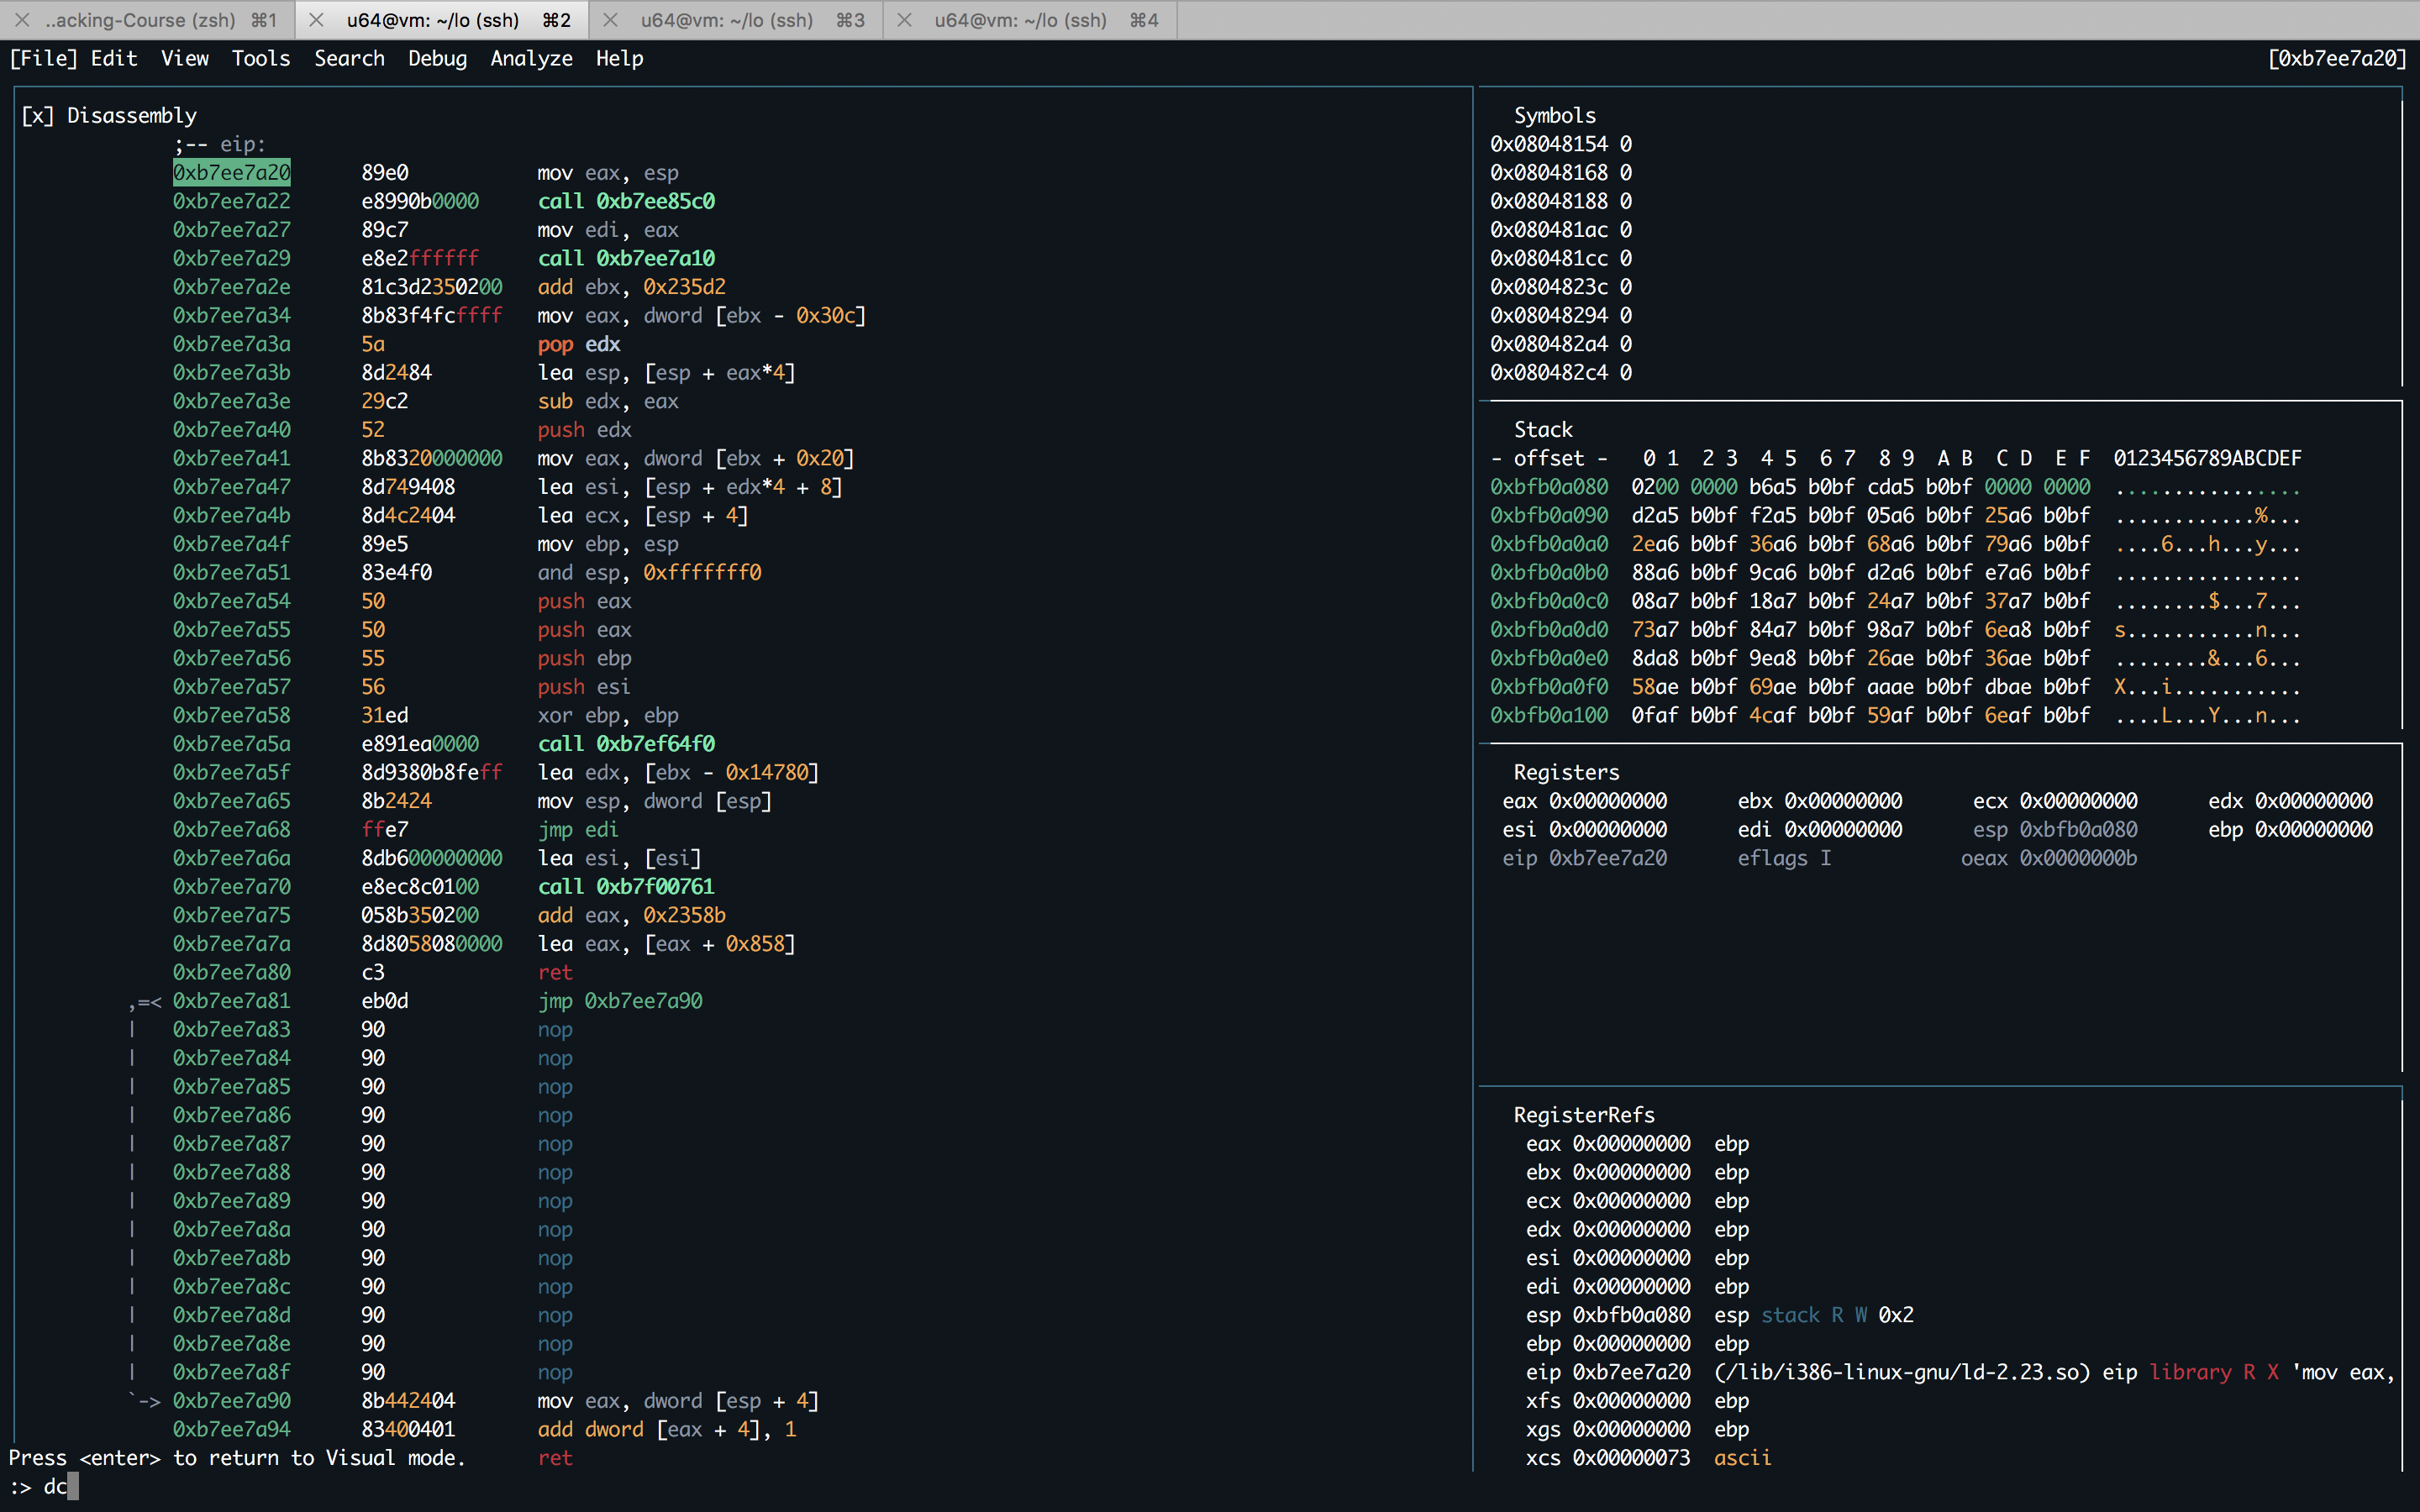 ..acking-Course (zsh) ⌘1 u64@vm: ~/lo (ssh) ⌘2 u64@vm: ~/lo (ssh) ⌘3 u64@vm: ~/lo (ssh) ⌘4
[File] Edit View Tools Search Debug Analyze Help [0xb7ee7a20]
[x] Disassembly
;-- eip:
0xb7ee7a20 89e0 mov eax, esp
0xb7ee7a22 e8990b0000 call 0xb7ee85c0
0xb7ee7a27 89c7 mov edi, eax
0xb7ee7a29 e8e2ffffff call 0xb7ee7a10
0xb7ee7a2e 81c3d2350200 add ebx, 0x235d2
0xb7ee7a34 8b83f4fcffff mov eax, dword [ebx - 0x30c]
0xb7ee7a3a 5a pop edx
0xb7ee7a3b 8d2484 lea esp, [esp + eax*4]
0xb7ee7a3e 29c2 sub edx, eax
0xb7ee7a40 52 push edx
0xb7ee7a41 8b8320000000 mov eax, dword [ebx + 0x20]
0xb7ee7a47 8d749408 lea esi, [esp + edx*4 + 8]
0xb7ee7a4b 8d4c2404 lea ecx, [esp + 4]
0xb7ee7a4f 89e5 mov ebp, esp
0xb7ee7a51 83e4f0 and esp, 0xfffffff0
0xb7ee7a54 50 push eax
0xb7ee7a55 50 push eax
0xb7ee7a56 55 push ebp
0xb7ee7a57 56 push esi
0xb7ee7a58 31ed xor ebp, ebp
0xb7ee7a5a e891ea0000 call 0xb7ef64f0
0xb7ee7a5f 8d9380b8feff lea edx, [ebx - 0x14780]
0xb7ee7a65 8b2424 mov esp, dword [esp]
0xb7ee7a68 ffe7 jmp edi
0xb7ee7a6a 8db600000000 lea esi, [esi]
0xb7ee7a70 e8ec8c0100 call 0xb7f00761
0xb7ee7a75 058b350200 add eax, 0x2358b
0xb7ee7a7a 8d8058080000 lea eax, [eax + 0x858]
0xb7ee7a80 c3 ret
,=< 0xb7ee7a81 eb0d jmp 0xb7ee7a90
| 0xb7ee7a83 90 nop
| 0xb7ee7a84 90 nop
| 0xb7ee7a85 90 nop
| 0xb7ee7a86 90 nop
| 0xb7ee7a87 90 nop
| 0xb7ee7a88 90 nop
| 0xb7ee7a89 90 nop
| 0xb7ee7a8a 90 nop
| 0xb7ee7a8b 90 nop
| 0xb7ee7a8c 90 nop
| 0xb7ee7a8d 90 nop
| 0xb7ee7a8e 90 nop
| 0xb7ee7a8f 90 nop
`-> 0xb7ee7a90 8b442404 mov eax, dword [esp + 4]
0xb7ee7a94 83400401 add dword [eax + 4], 1
Press <enter> to return to Visual mode. ret
:> dc
Symbols
0x08048154 0
0x08048168 0
0x08048188 0
0x080481ac 0
0x080481cc 0
0x0804823c 0
0x08048294 0
0x080482a4 0
0x080482c4 0
Stack
- offset - 0 1 2 3 4 5 6 7 8 9 A B C D E F 0123456789ABCDEF
0xbfb0a080 0200 0000 b6a5 b0bf cda5 b0bf 0000 0000 ................
0xbfb0a090 d2a5 b0bf f2a5 b0bf 05a6 b0bf 25a6 b0bf ............%...
0xbfb0a0a0 2ea6 b0bf 36a6 b0bf 68a6 b0bf 79a6 b0bf ....6...h...y...
0xbfb0a0b0 88a6 b0bf 9ca6 b0bf d2a6 b0bf e7a6 b0bf ................
0xbfb0a0c0 08a7 b0bf 18a7 b0bf 24a7 b0bf 37a7 b0bf ........$...7...
0xbfb0a0d0 73a7 b0bf 84a7 b0bf 98a7 b0bf 6ea8 b0bf s...........n...
0xbfb0a0e0 8da8 b0bf 9ea8 b0bf 26ae b0bf 36ae b0bf ........&...6...
0xbfb0a0f0 58ae b0bf 69ae b0bf aaae b0bf dbae b0bf X...i...........
0xbfb0a100 0faf b0bf 4caf b0bf 59af b0bf 6eaf b0bf ....L...Y...n...
Registers
eax 0x00000000 ebx 0x00000000 ecx 0x00000000 edx 0x00000000
esi 0x00000000 edi 0x00000000 esp 0xbfb0a080 ebp 0x00000000
eip 0xb7ee7a20 eflags I oeax 0x0000000b
RegisterRefs
eax 0x00000000 ebp
ebx 0x00000000 ebp
ecx 0x00000000 ebp
edx 0x00000000 ebp
esi 0x00000000 ebp
edi 0x00000000 ebp
esp 0xbfb0a080 esp stack R W 0x2
ebp 0x00000000 ebp
eip 0xb7ee7a20 (/lib/i386-linux-gnu/ld-2.23.so) eip library R X 'mov eax,
xfs 0x00000000 ebp
xgs 0x00000000 ebp
xcs 0x00000073 ascii